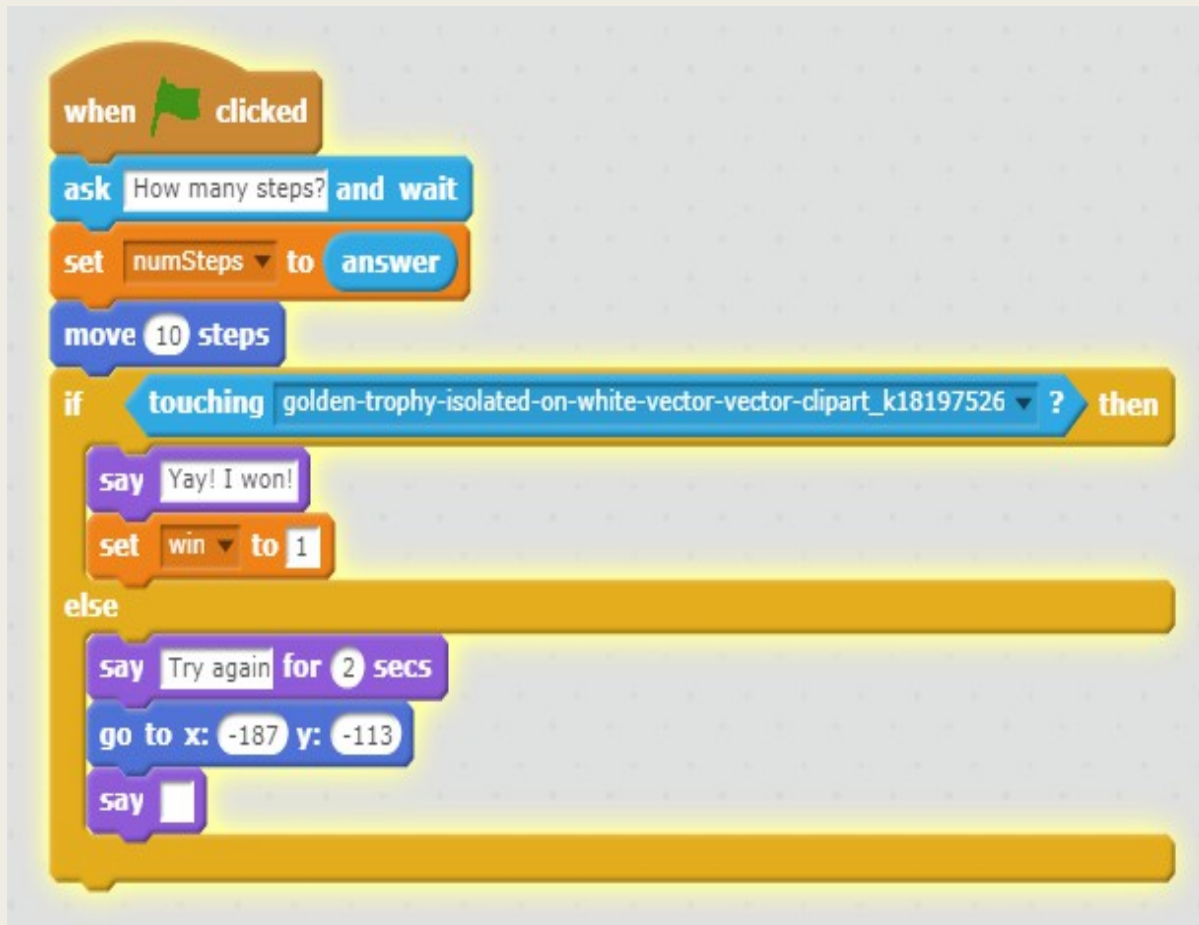 when clicked
ask How many steps? and wait
set numSteps to answer
move 10 steps
if touching golden-trophy-isolated-on-white-vector-vector-clipart_k18197526 ? then
say Yay! I won!
set win to 1
else
say Try again for 2 secs
go to x: -187 y: -113
say